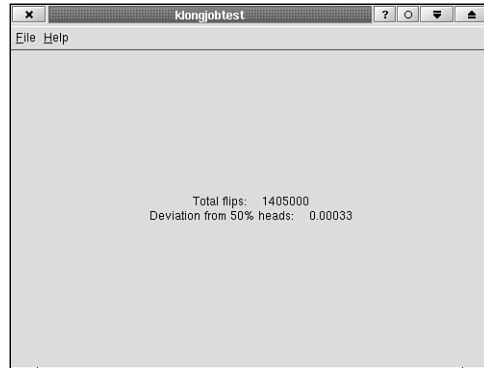 klongjobtest ?
File Help
Total flips: 1405000
Deviation from 50% heads: 0.00033